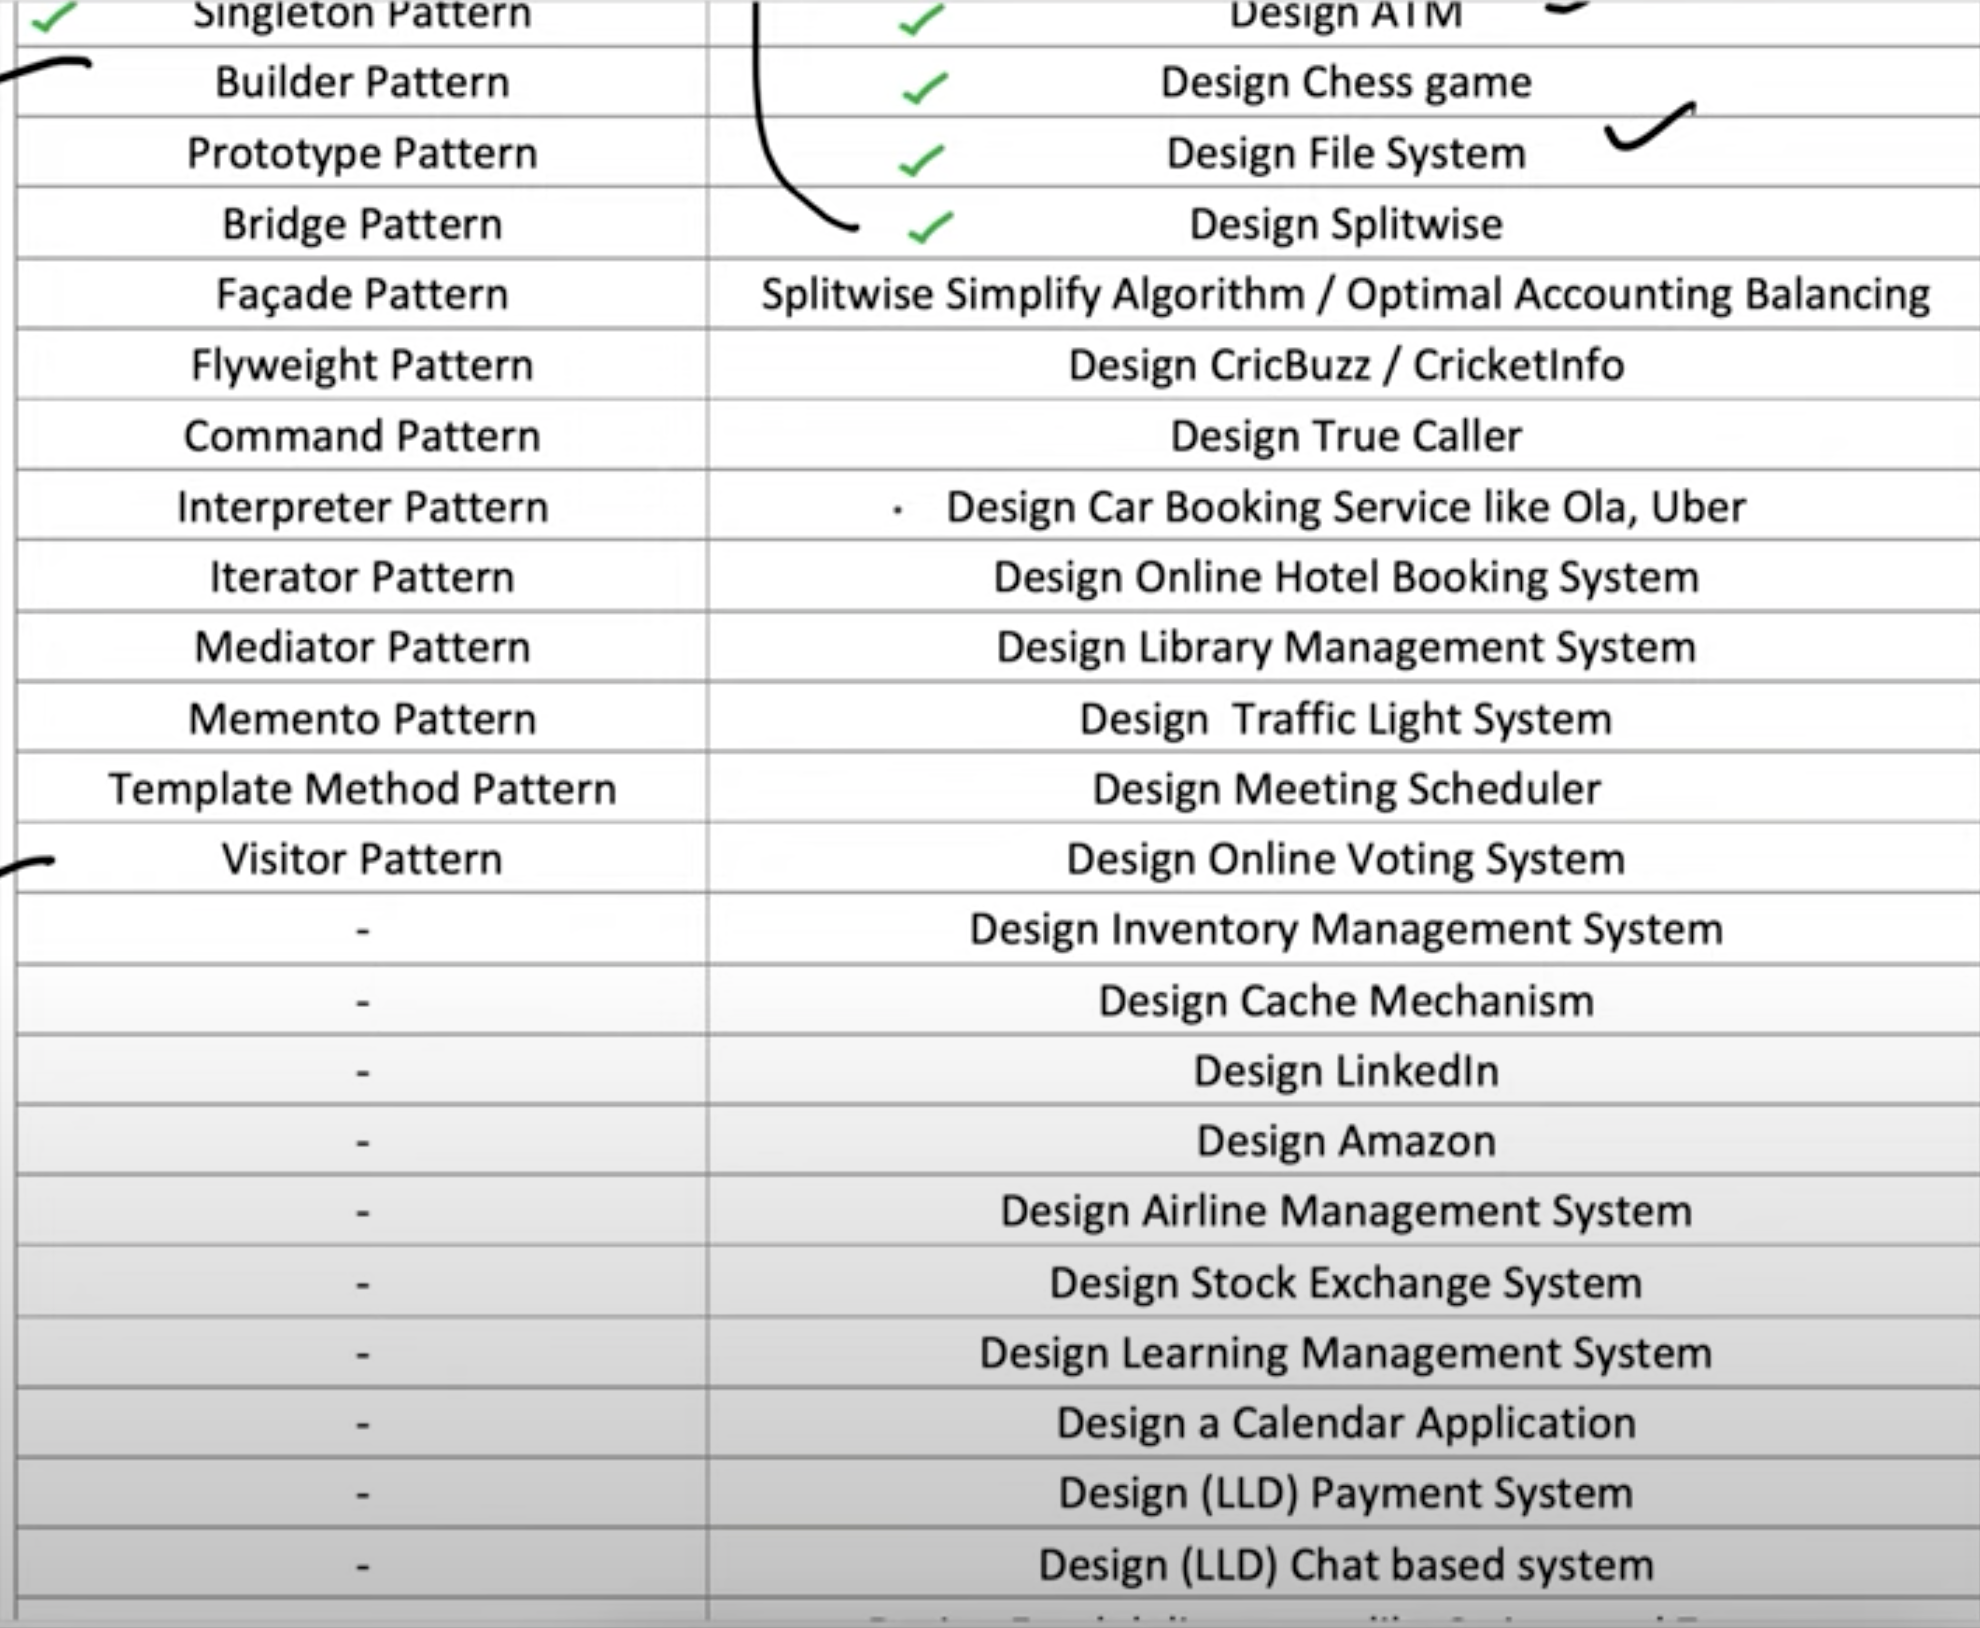 Singleton Pattern Design ATM
Builder Pattern Design Chess game
Prototype Pattern Design File System
Bridge Pattern Design Splitwise
Façade Pattern Splitwise Simplify Algorithm / Optimal Accounting Balancing
Flyweight Pattern Design CricBuzz / CricketInfo
Command Pattern Design True Caller
Interpreter Pattern Design Car Booking Service like Ola, Uber
Iterator Pattern Design Online Hotel Booking System
Mediator Pattern Design Library Management System
Memento Pattern Design Traffic Light System
Template Method Pattern Design Meeting Scheduler
Visitor Pattern Design Online Voting System
- Design Inventory Management System
- Design Cache Mechanism
- Design LinkedIn
- Design Amazon
- Design Airline Management System
- Design Stock Exchange System
- Design Learning Management System
- Design a Calendar Application
- Design (LLD) Payment System
- Design (LLD) Chat based system